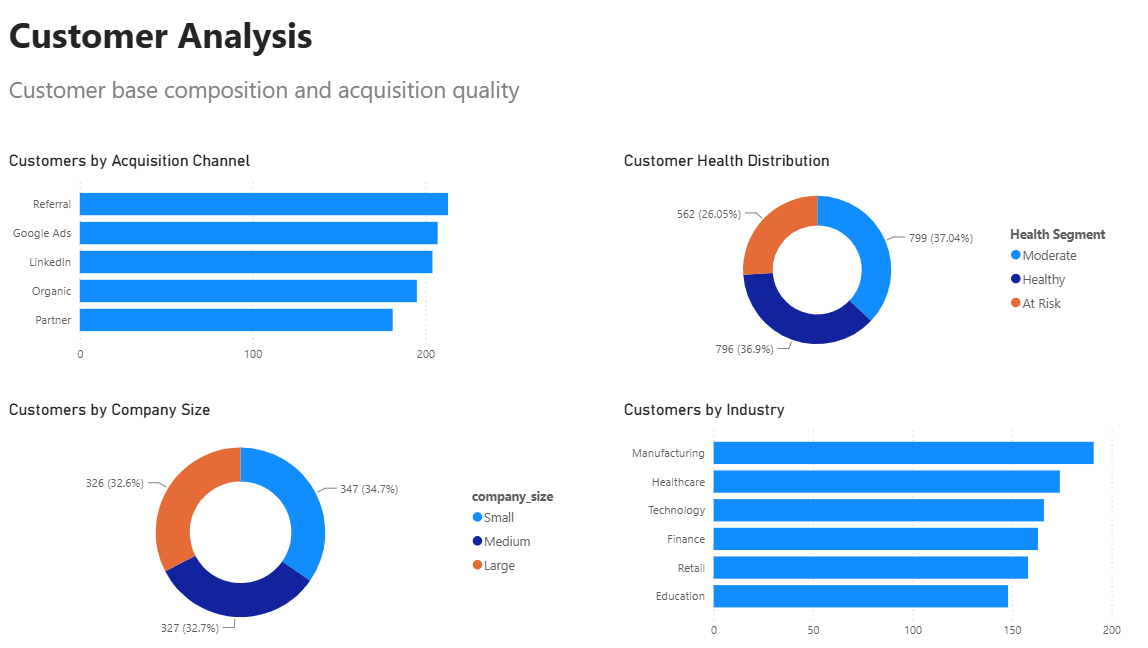 Customer Analysis
Customer base composition and acquisition quality
Customers by Acquisition Channel
Referral
Google Ads
LinkedIn
Organic
Partner
0 100 200
Customer Health Distribution
562 (26.05%)
799 (37.04%)
796 (36.9%)
Health Segment
Moderate
Healthy
At Risk
Customers by Company Size
326 (32.6%)
347 (34.7%)
327 (32.7%)
company_size
Small
Medium
Large
Customers by Industry
Manufacturing
Healthcare
Technology
Finance
Retail
Education
0 50 100 150 200